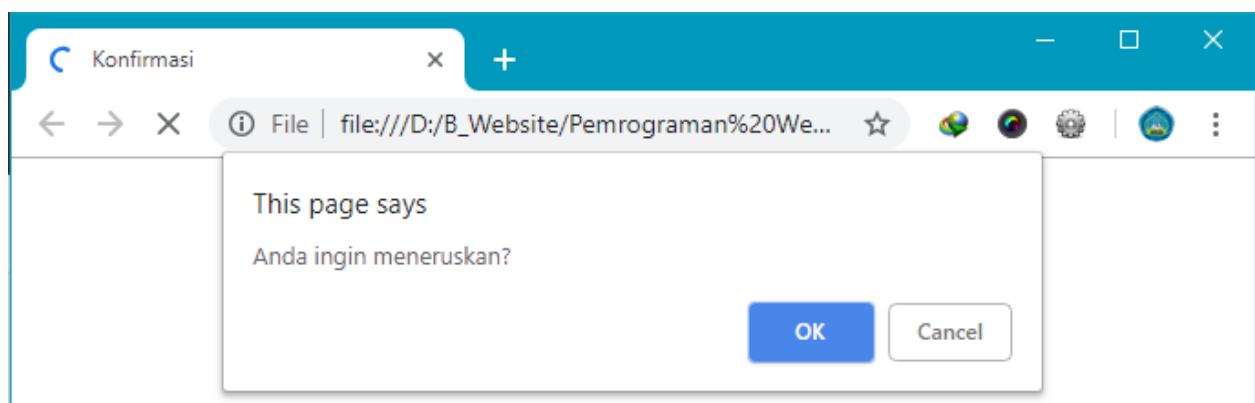 Konfirmasi
File | file:///D:/B_Website/Pemrograman%20We...
This page says
Anda ingin meneruskan?
OK Cancel